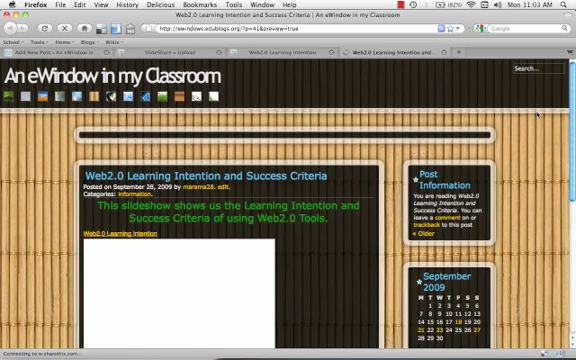 Firefox File Edit View History Delicious Bookmarks Tools Window Help (82%) Mon 11:03 AM
Web2.0 Learning Intention and Success Criteria | An eWindow in my Classroom
http://ewindows.edublogs.org/?p=41&preview=true
Google
School Tools Home Blogs Wikis
Add New Post ‹ An eWindow in ...
SlideShare » Upload
Web2.0 Learning Intention
Web2.0 Learning Intention and...
An eWindow in my Classroom
Search...
Web2.0 Learning Intention and Success Criteria
Posted on September 28, 2009 by marama28. edit.
Categories: Information.
This slideshow shows us the Learning Intention and
Success Criteria of using Web2.0 Tools.
Web2.0 Learning Intention
Post
Information
You are reading Web2.0
Learning Intention and
Success Criteria. You can
leave a comment on or
trackback to this post
« Older
September
2009
M T W T F S S
1 2 3 4 5 6
7 8 9 10 11 12 13
14 15 16 17 18 19 20
21 22 23 24 25 26 27
28 29 30
Connecting to w.sharethis.com...